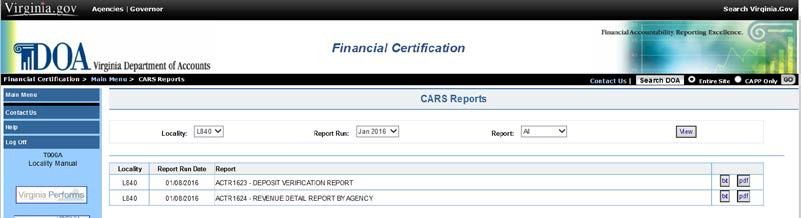 Virginia.gov Agencies | Governor Search Virginia.Gov
Financial Accountability. Reporting Excellence.
DOA Virginia Department of Accounts
Financial Certification
Financial Certification > Main Menu > CARS Reports Contact Us | Search DOA Entire Site CAPP Only GO
Main Menu
Contact Us
Help
Log Off
T000A
Locality Manual
Virginia Performs
CARS Reports
Locality: L840 Report Run: Jan 2016 Report: All View
Locality Report Run Date Report
L840 01/08/2016 ACTR1623 - DEPOSIT VERIFICATION REPORT txt pdf
L840 01/08/2016 ACTR1624 - REVENUE DETAIL REPORT BY AGENCY txt pdf